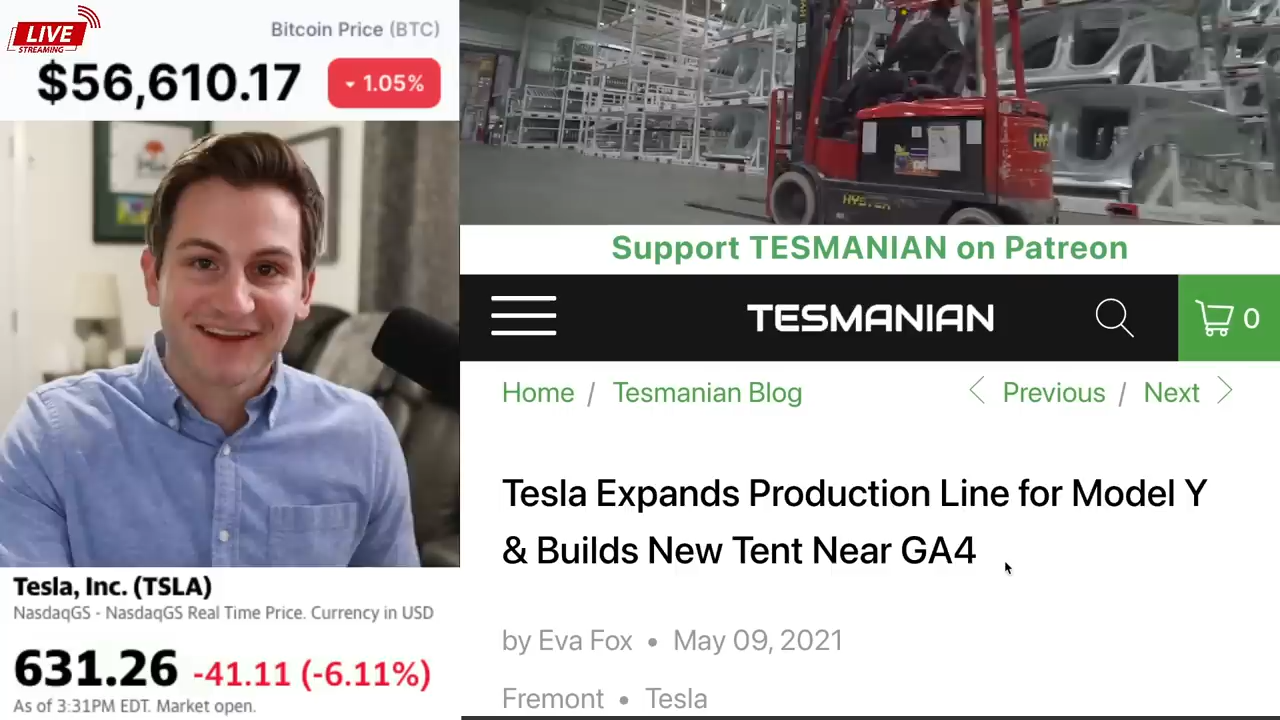 LIVE
STREAMING
Bitcoin Price (BTC)
$56,610.17
1.05%
Tesla, Inc. (TSLA)
NasdaqGS - NasdaqGS Real Time Price. Currency in USD
631.26 -41.11 (-6.11%)
As of 3:31PM EDT. Market open.
HYSTER
Support TESMANIAN on Patreon
TESMANIAN
0
Home / Tesmanian Blog
Previous / Next
Tesla Expands Production Line for Model Y
& Builds New Tent Near GA4
by Eva Fox • May 09, 2021
Fremont • Tesla